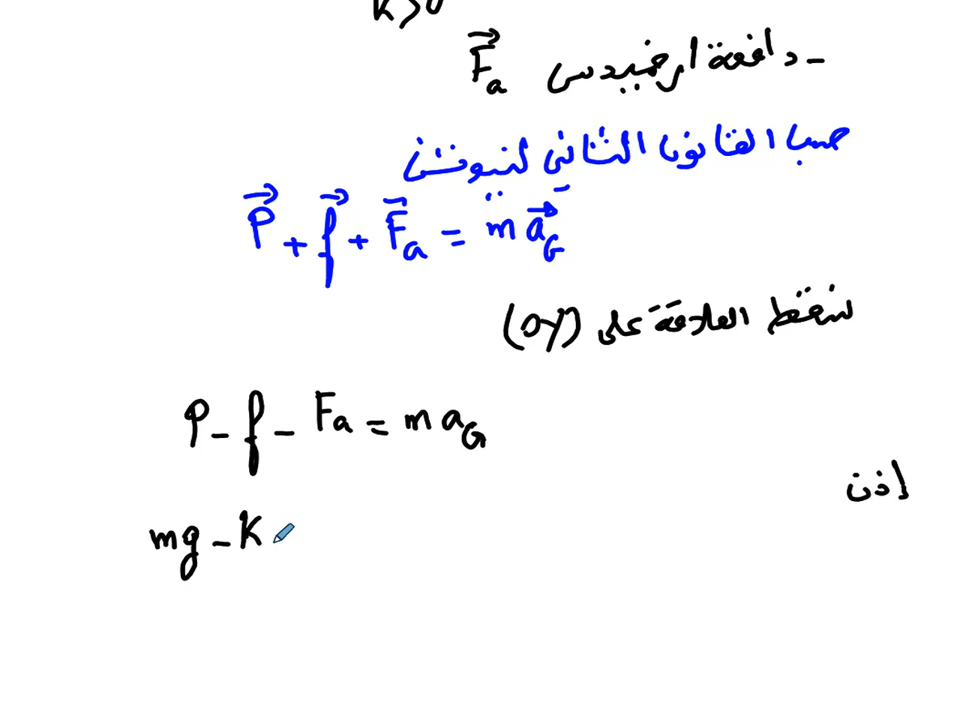 K>0
- دافعة ارخميدس F⃗a
حسب القانون الثاني لنيوتن
P⃗ + f⃗ + F⃗a = m a⃗G
نسقط العلاقة على (oy)
P - f - Fa = m aG
إذن
mg - K